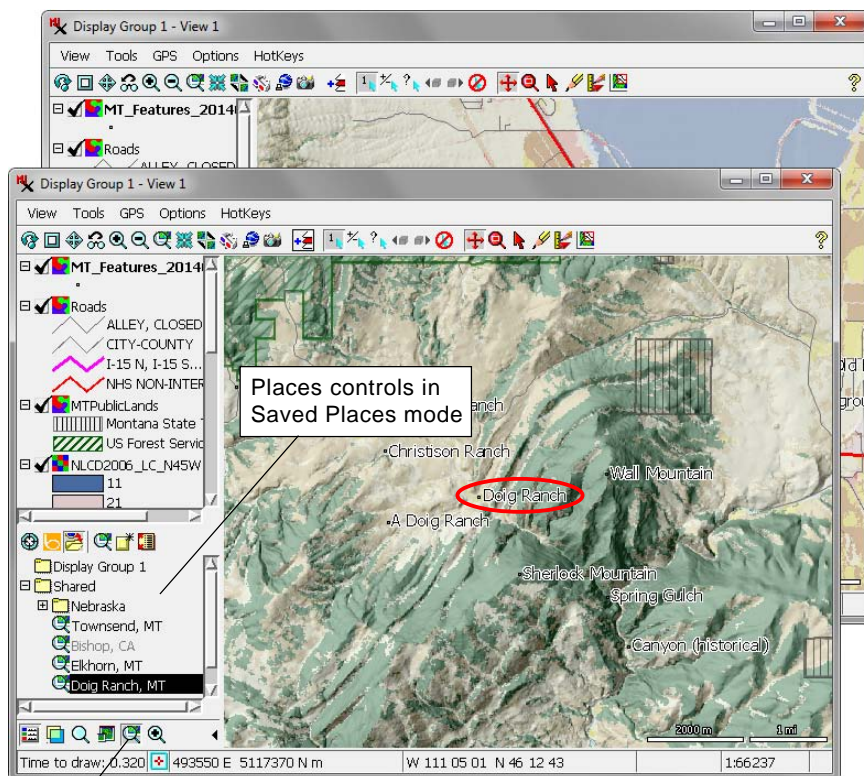 Display Group 1 - View 1
View Tools GPS Options HotKeys
MT_Features_2014
Roads
ALLEY, CLOSED
Display Group 1 - View 1
View Tools GPS Options HotKeys
MT_Features_2014
Roads
ALLEY, CLOSED
CITY-COUNTY
I-15 N, I-15 S...
NHS NON-INTER
MTPublicLands
Montana State
US Forest Servic
NLCD2006_LC_N45W
11
21
Places controls in
Saved Places mode
Christison Ranch
Wall Mountain
Doig Ranch
A Doig Ranch
Sherlock Mountain
Spring Gulch
Canyon (historical)
2000 m
1 mi
Display Group 1
Shared
Nebraska
Townsend, MT
Bishop, CA
Elkhorn, MT
Doig Ranch, MT
Time to draw: 0.320
493550 E 5117370 N m
W 111 05 01 N 46 12 43
1:66237